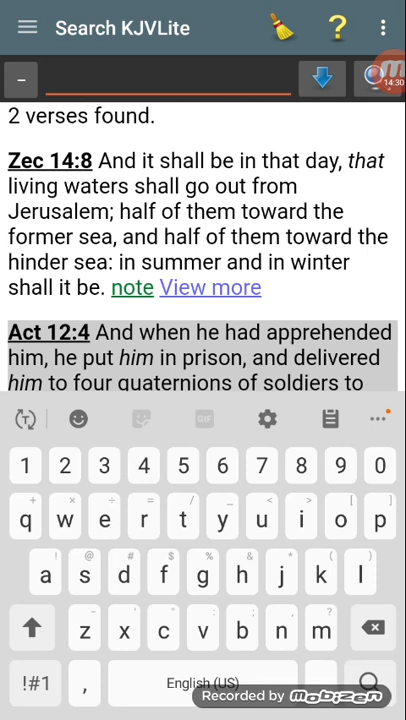 Search KJVLite
?
14:30
–
2 verses found.
Zec 14:8 And it shall be in that day, that
living waters shall go out from
Jerusalem; half of them toward the
former sea, and half of them toward the
hinder sea: in summer and in winter
shall it be. note View more
Act 12:4 And when he had apprehended
him, he put him in prison, and delivered
him to four quaternions of soldiers to
T GIF
1 2 3 4 5 6 7 8 9 0
+ × ÷ = / _ < > [ ]
q w e r t y u i o p
! @ # $ % ^ & * ( )
a s d f g h j k l
- ' " : ; , ?
z x c v b n m
!#1 , English (US)
Recorded by mobizen